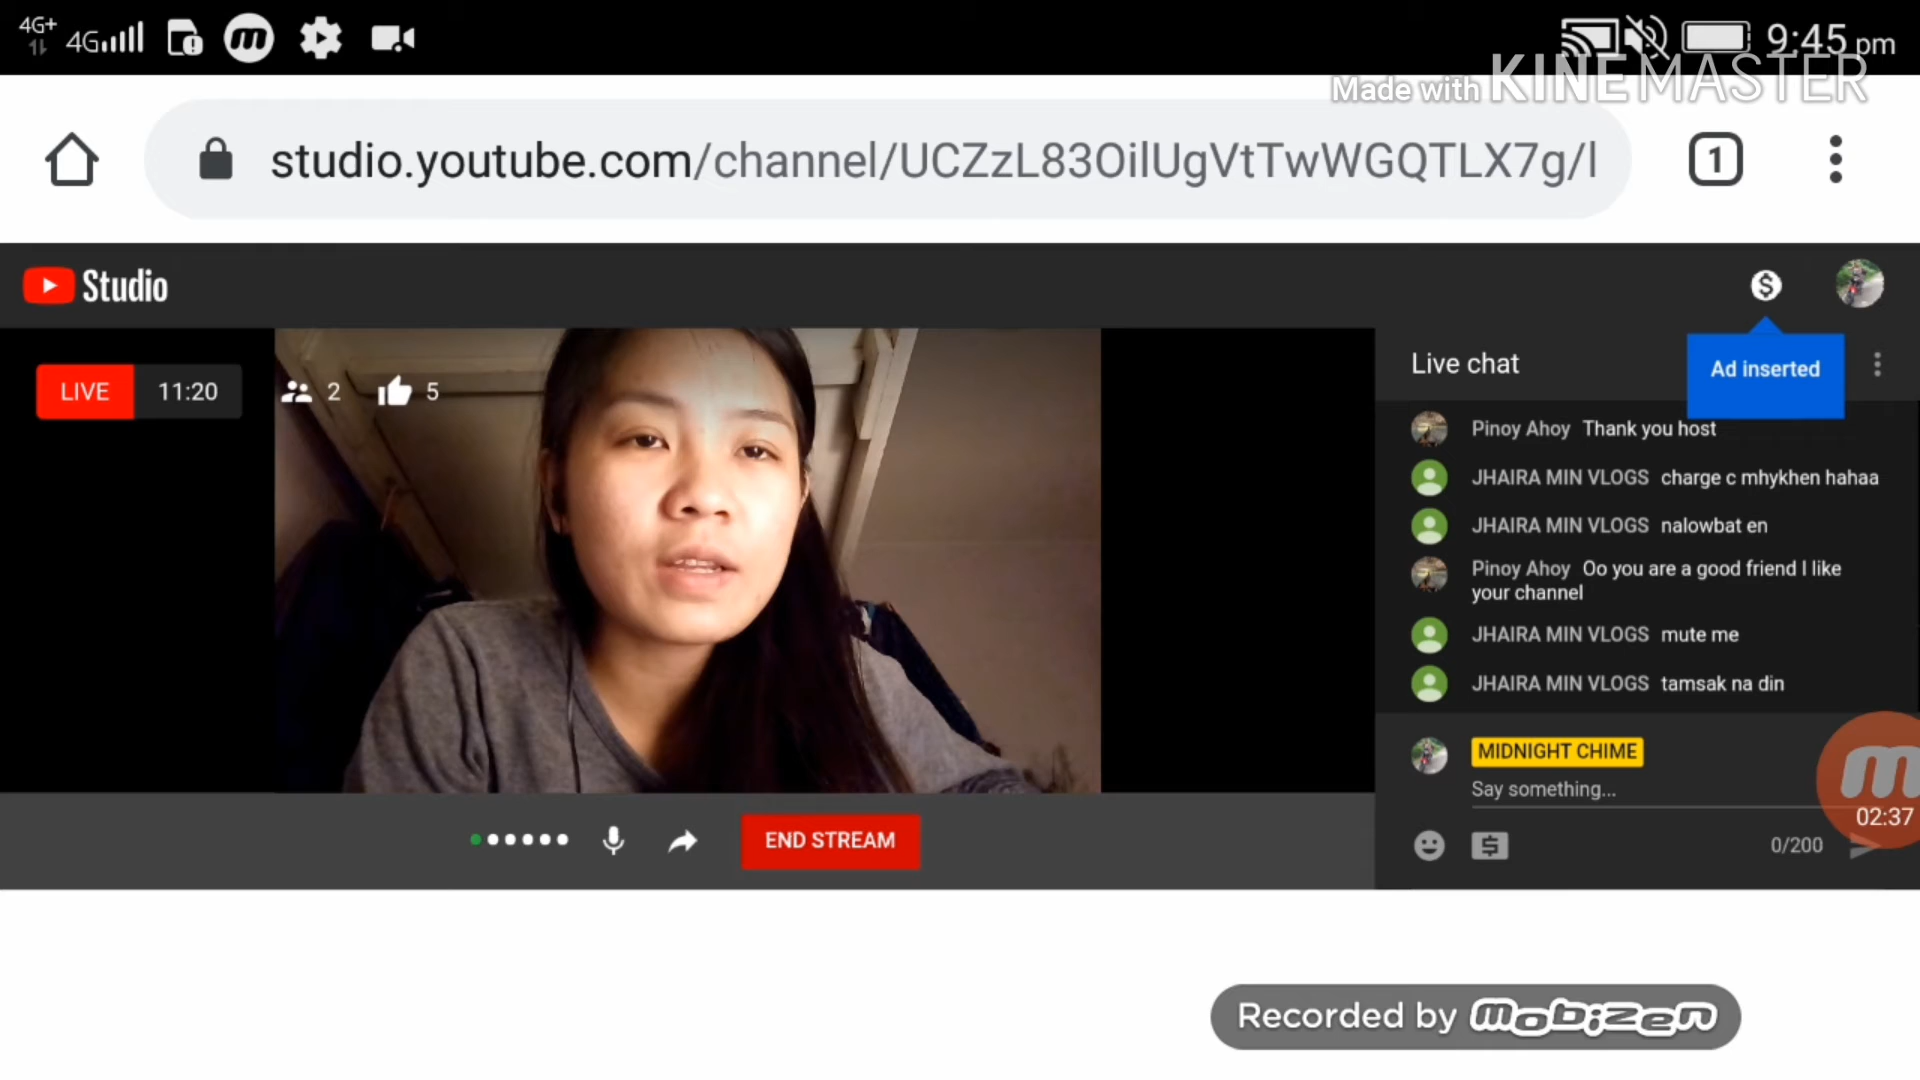 4G+
4G
9:45 pm
Made with KINEMASTER
studio.youtube.com/channel/UCZzL83OilUgVtTwWGQTLX7g/l
1
Studio
$
LIVE 11:20
2
5
Live chat
Ad inserted
Pinoy Ahoy Thank you host
JHAIRA MIN VLOGS charge c mhykhen hahaa
JHAIRA MIN VLOGS nalowbat en
Pinoy Ahoy Oo you are a good friend I like
your channel
JHAIRA MIN VLOGS mute me
JHAIRA MIN VLOGS tamsak na din
MIDNIGHT CHIME
Say something...
02:37
END STREAM
0/200
Recorded by mobizen